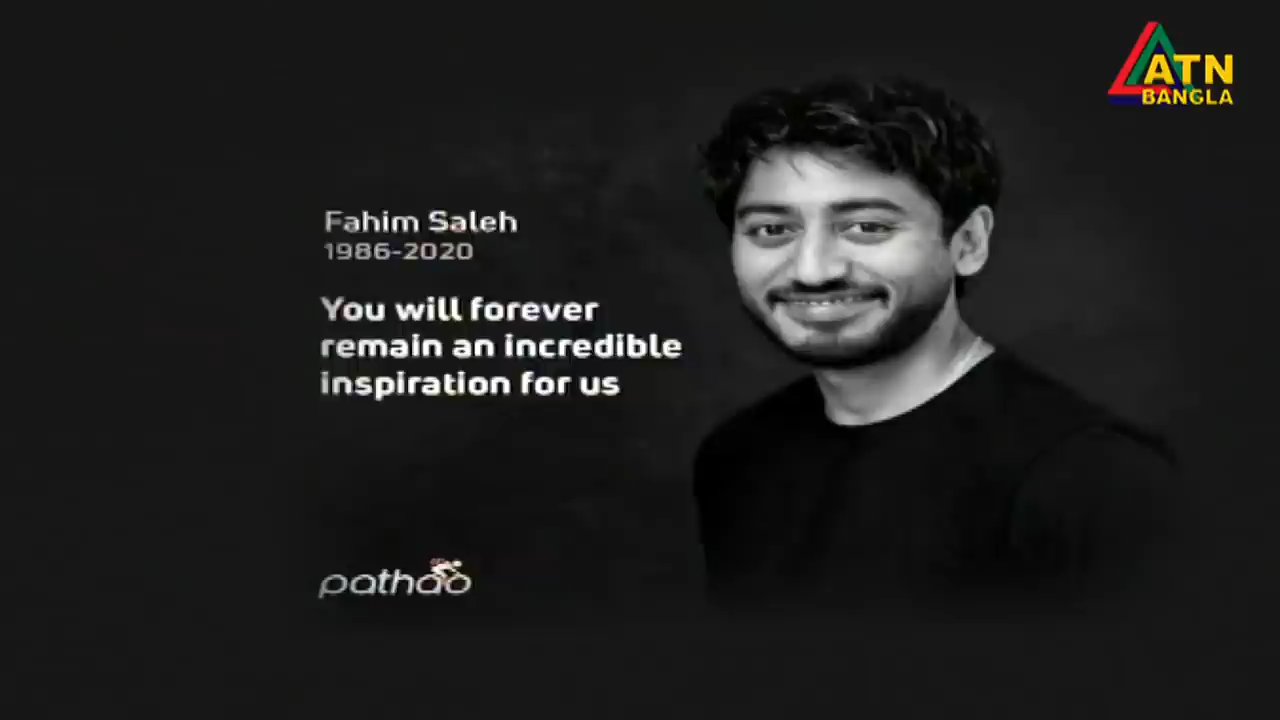 ATN
BANGLA
Fahim Saleh
1986-2020
You will forever
remain an incredible
inspiration for us
pathao